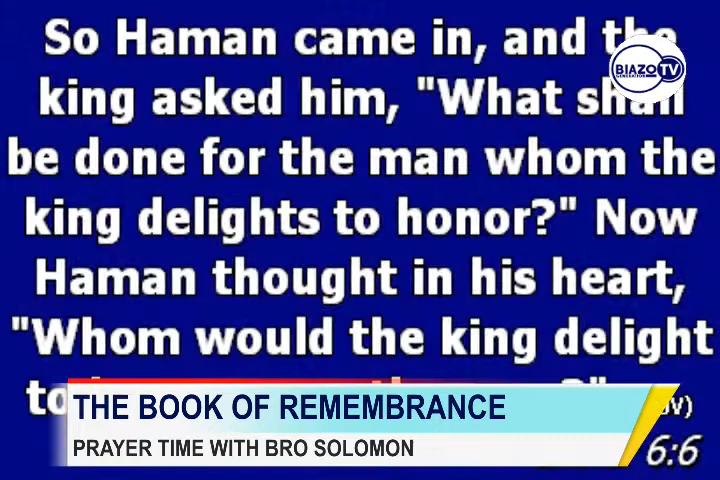 So Haman came in, and the
king asked him, "What shall
be done for the man whom the
king delights to honor?" Now
Haman thought in his heart,
"Whom would the king delight
to
6:6
BIAZO TV
GENERATION
THE BOOK OF REMEMBRANCE
PRAYER TIME WITH BRO SOLOMON